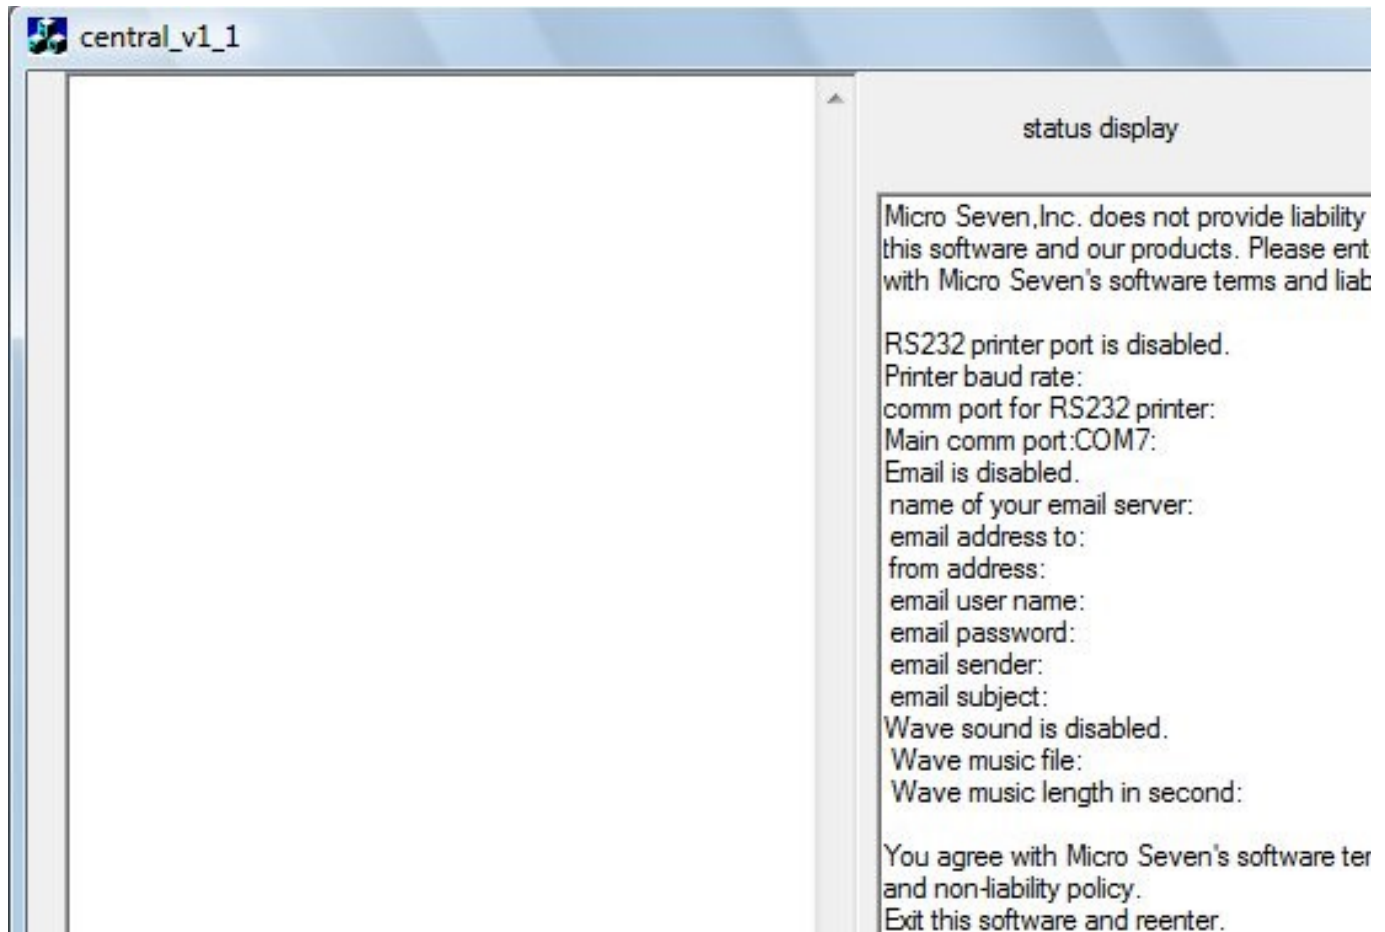 central_v1_1
status display
Micro Seven,Inc. does not provide liability
this software and our products. Please
with Micro Seven's software terms and
RS232 printer port is disabled.
Printer baud rate:
comm port for RS232 printer:
Main comm port:COM7:
Email is disabled.
name of your email server:
email address to:
from address:
email user name:
email password:
email sender:
email subject:
Wave sound is disabled.
Wave music file:
Wave music length in second:
You agree with Micro Seven's software
and non-liability policy.
Exit this software and reenter.